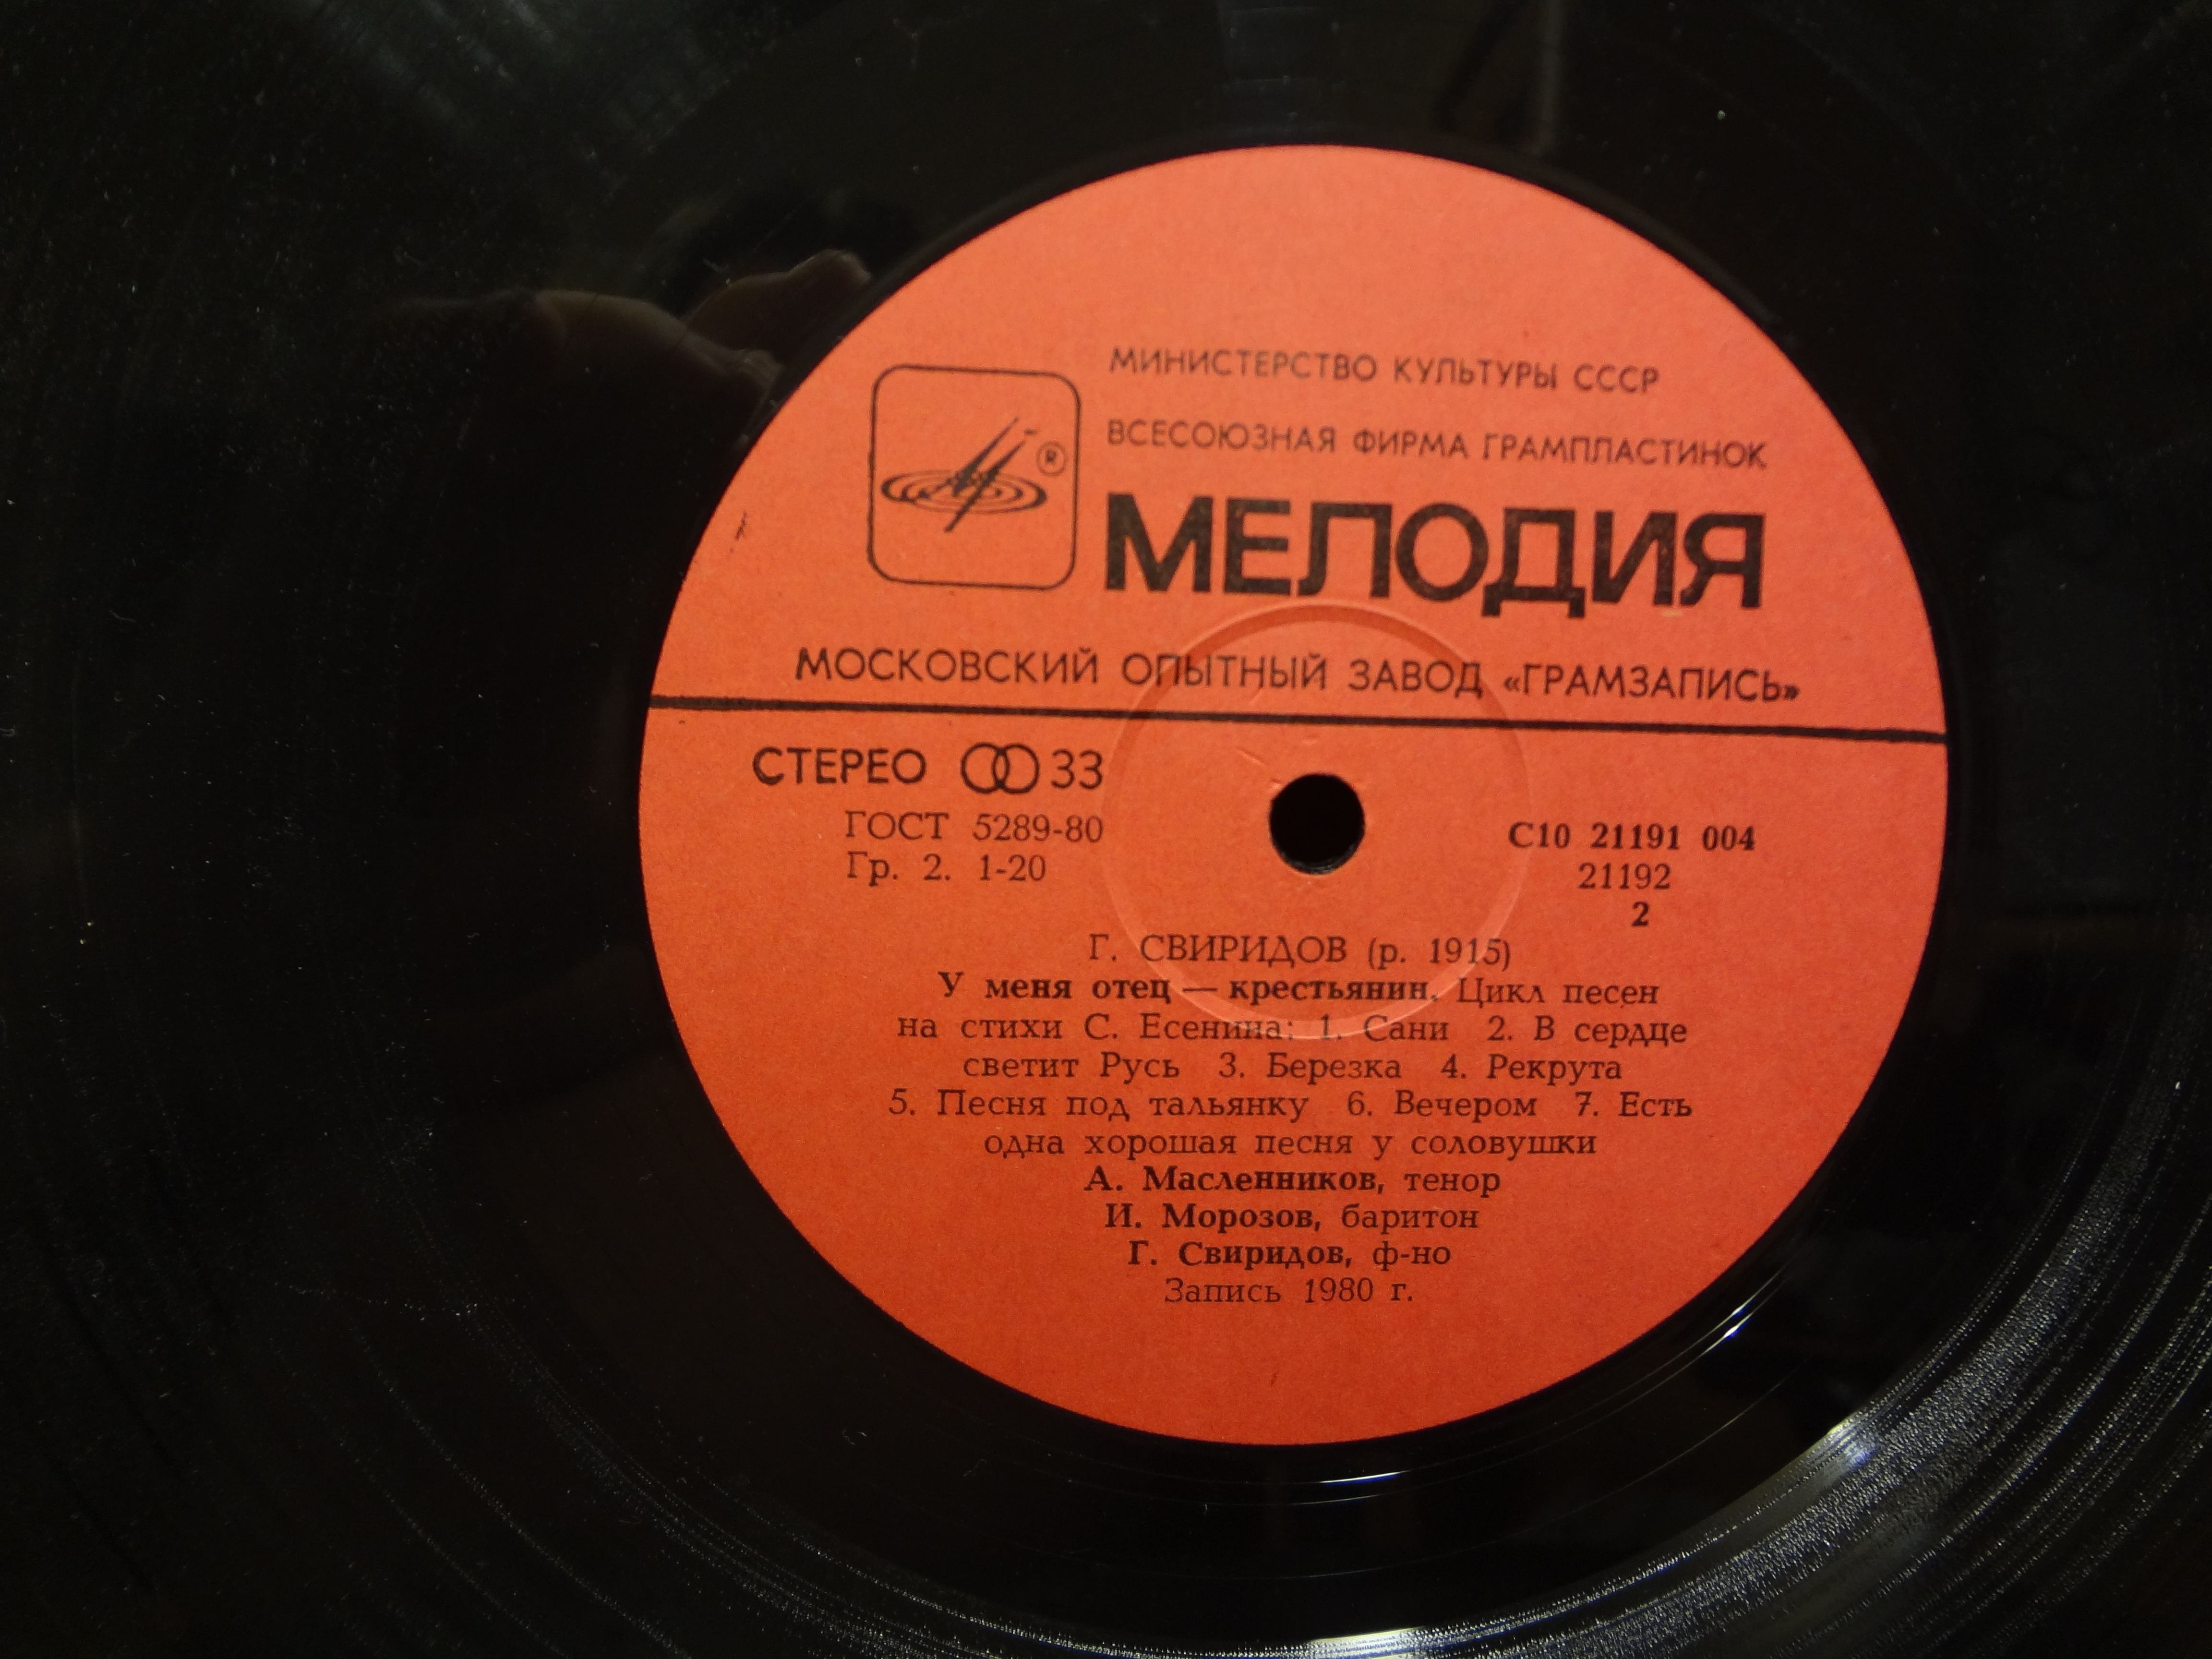 МИНИСТЕРСТВО КУЛЬТУРЫ СССР
ВСЕСОЮЗНАЯ ФИРМА ГРАМПЛАСТИНОК
®
МЕЛОДИЯ
МОСКОВСКИЙ ОПЫТНЫЙ ЗАВОД «ГРАМЗАПИСЬ»
СТЕРЕО 33
ГОСТ 5289-80
Гр. 2. 1-20
С10 21191 004
21192
2
Г. СВИРИДОВ (р. 1915)
У меня отец — крестьянин. Цикл песен
на стихи С. Есенина: 1. Сани 2. В сердце
светит Русь 3. Березка 4. Рекрута
5. Песня под тальянку 6. Вечером 7. Есть
одна хорошая песня у соловушки
А. Масленников, тенор
И. Морозов, баритон
Г. Свиридов, ф-но
Запись 1980 г.